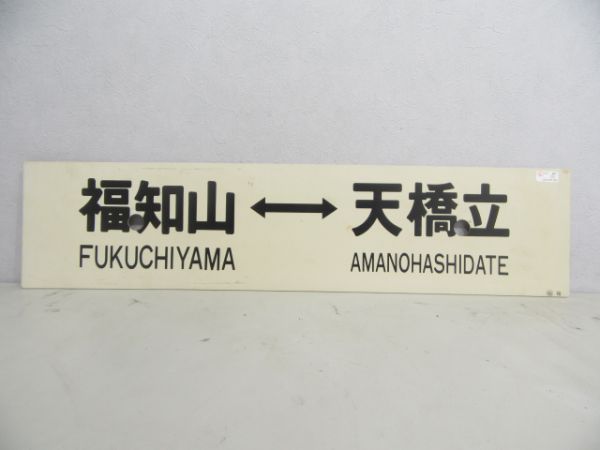 福知山 ↔ 天橋立
FUKUCHIYAMA AMANOHASHIDATE